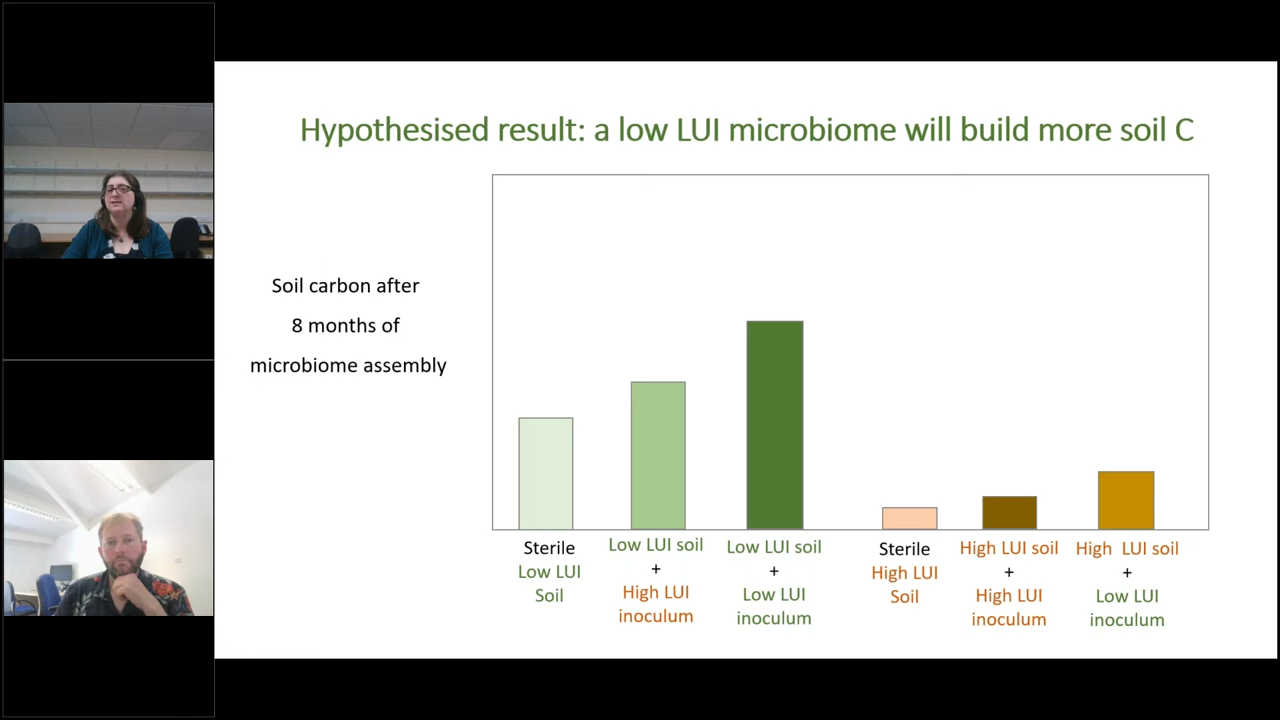 Hypothesised result: a low LUI microbiome will build more soil C
Soil carbon after
8 months of
microbiome assembly
Sterile
Low LUI
Soil
Low LUI soil
+
High LUI
inoculum
Low LUI soil
+
Low LUI
inoculum
Sterile
High LUI
Soil
High LUI soil
+
High LUI
inoculum
High LUI soil
+
Low LUI
inoculum